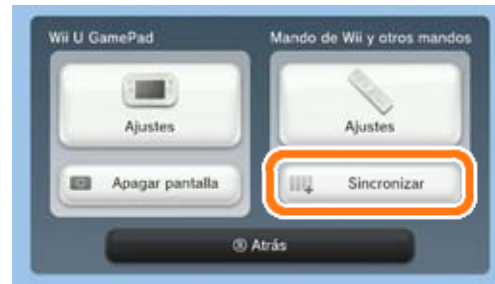 Wii U GamePad
Mando de Wii y otros mandos
Ajustes
Ajustes
Apagar pantalla
Sincronizar
Ⓑ Atrás